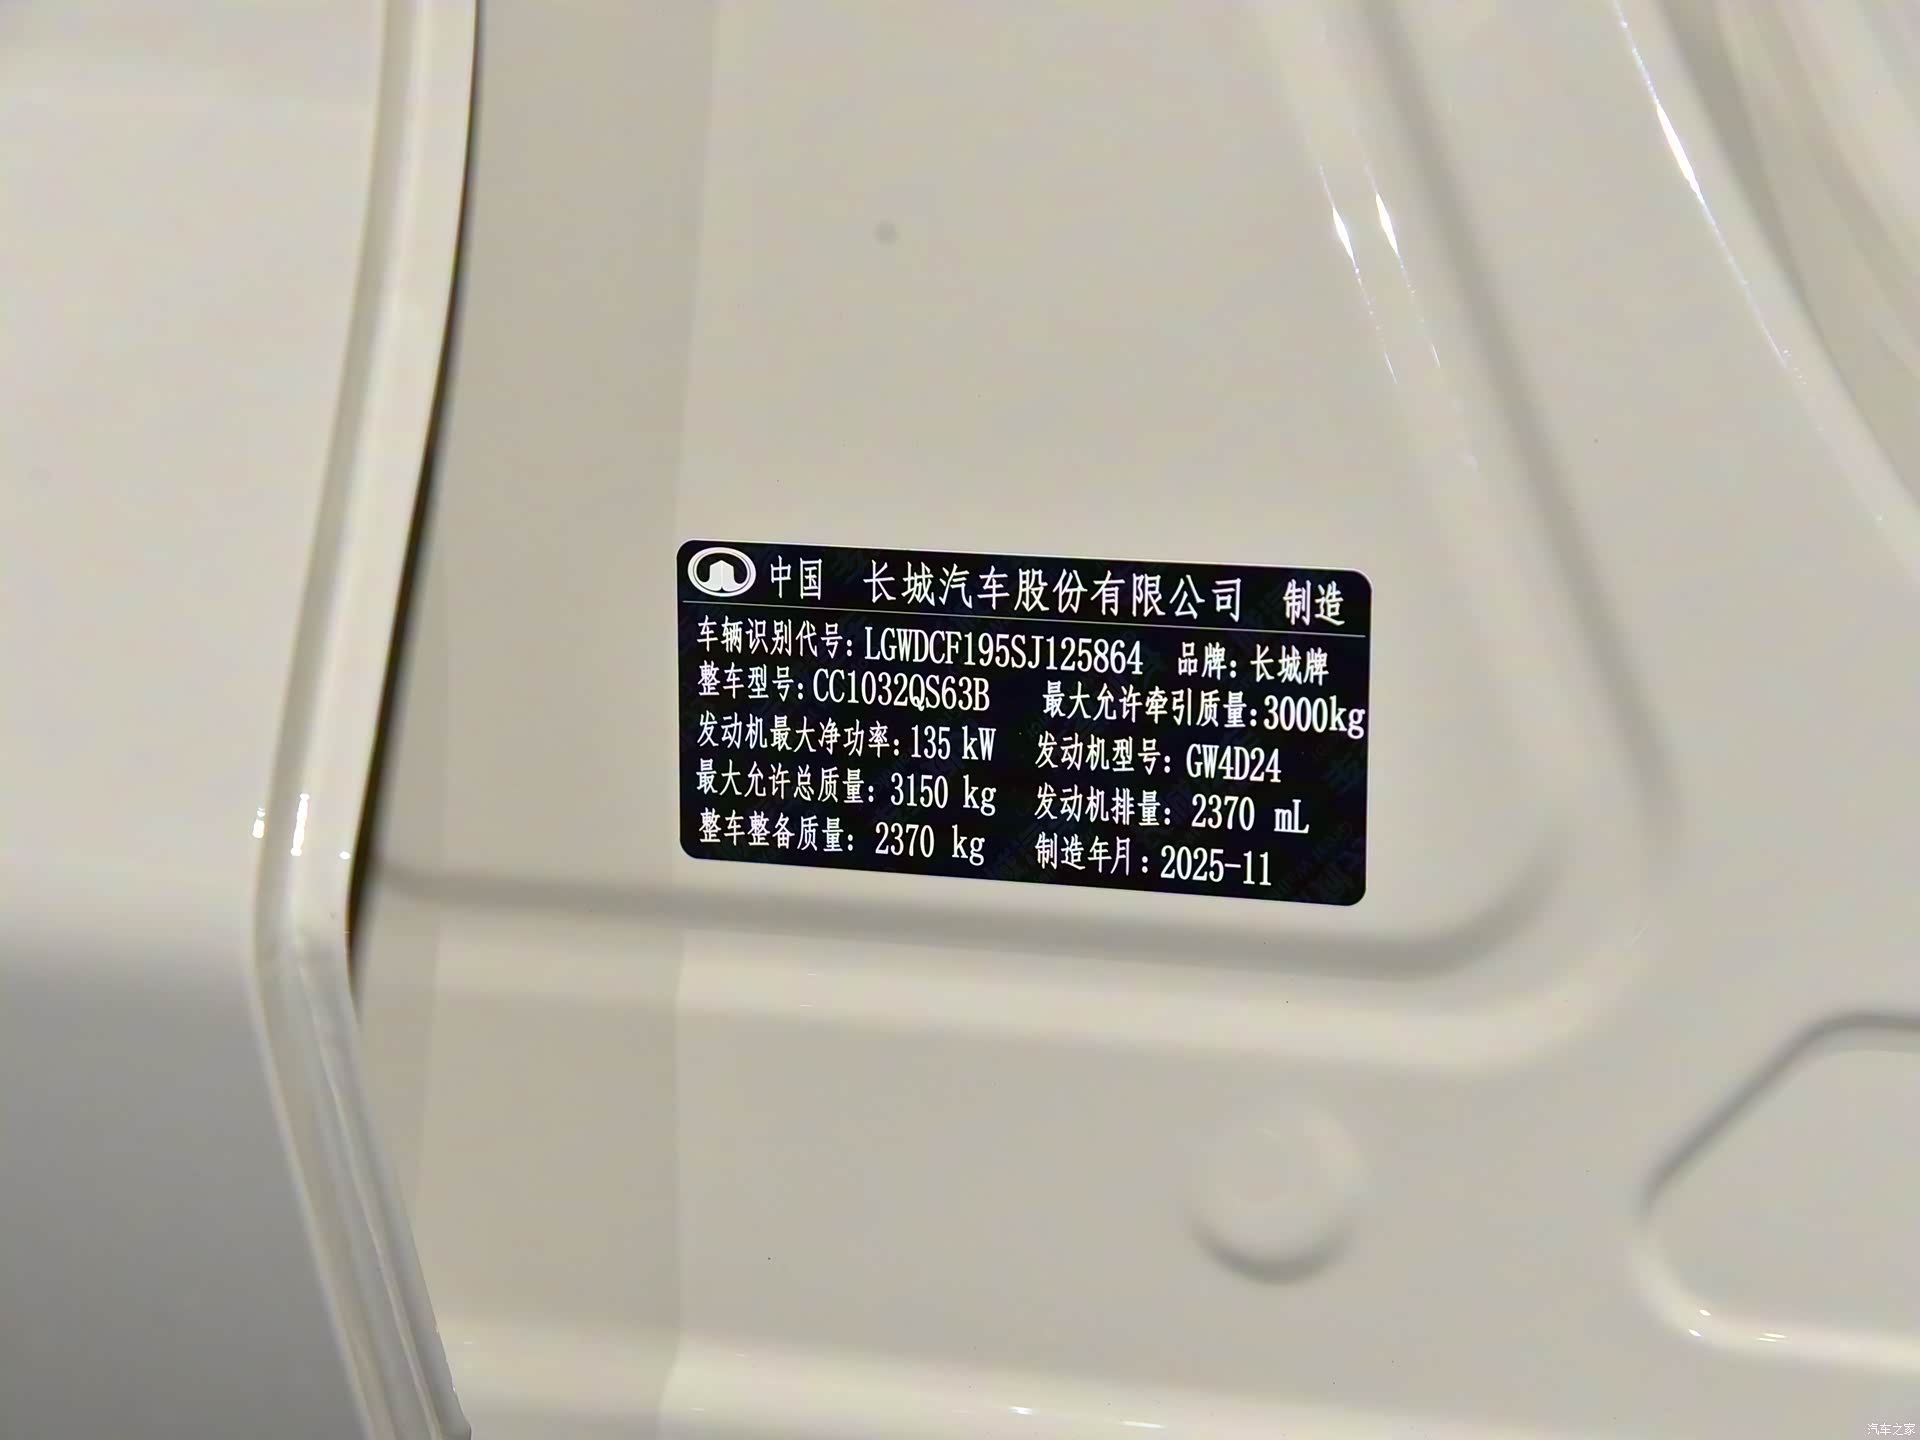 中国 长城汽车股份有限公司 制造
车辆识别代号: LGWDCF195SJ125864 品牌: 长城牌
整车型号: CC1032QS63B 最大允许牵引质量: 3000kg
发动机最大净功率: 135 kW 发动机型号: GW4D24
最大允许总质量: 3150 kg 发动机排量: 2370 mL
整车整备质量: 2370 kg 制造年月: 2025-11
汽车之家